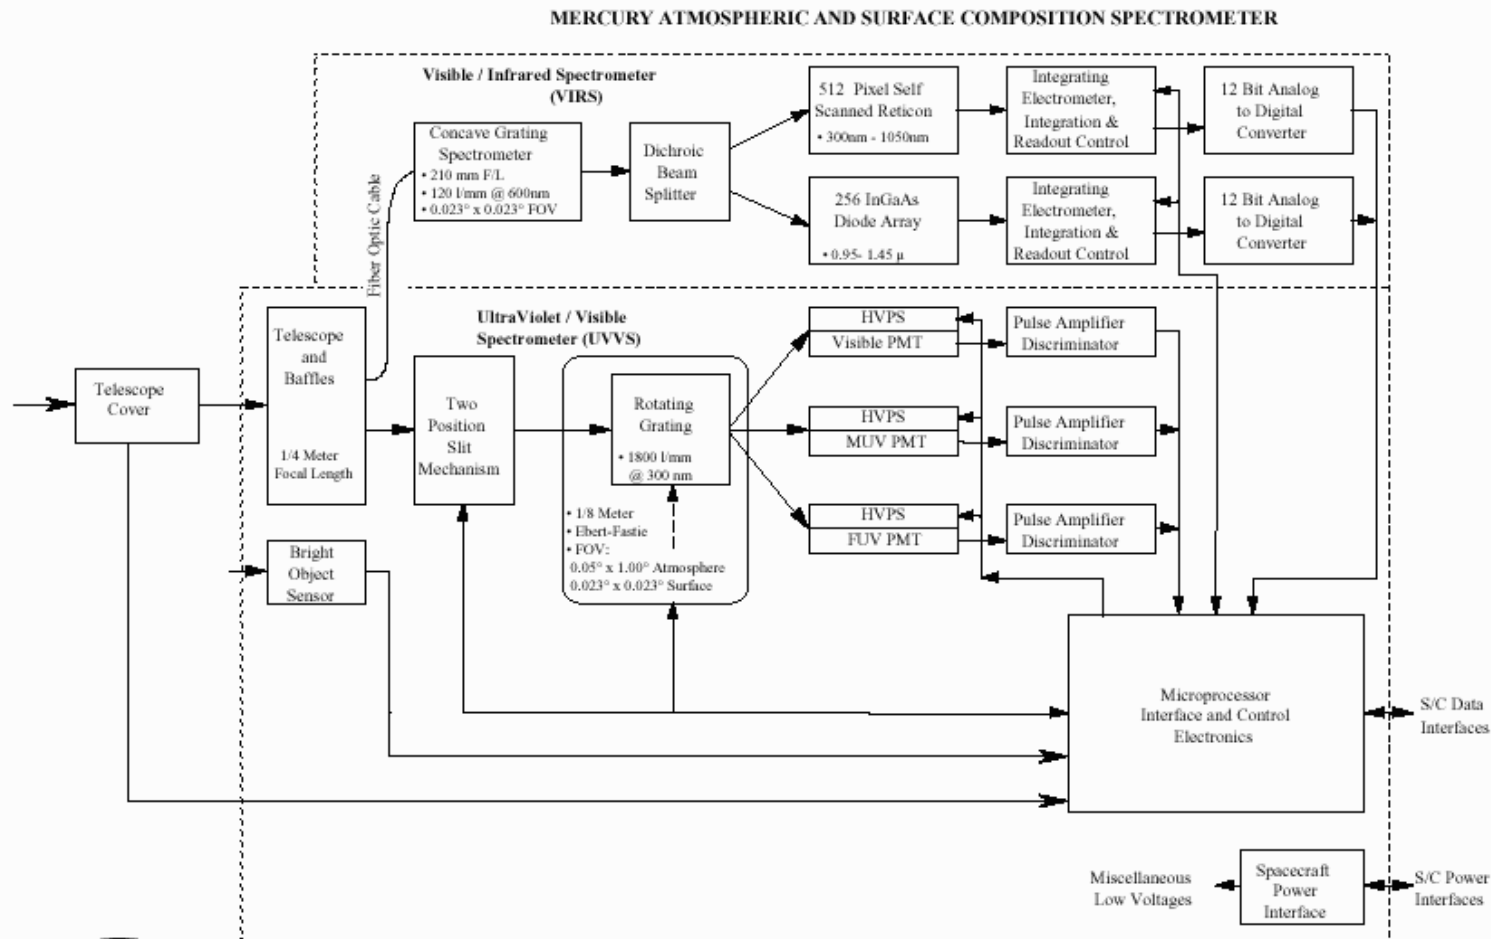 MERCURY ATMOSPHERIC AND SURFACE COMPOSITION SPECTROMETER
Visible / Infrared Spectrometer
(VIRS)
Concave Grating
Spectrometer
• 210 mm F/L
• 120 l/mm @ 600nm
• 0.023° x 0.023° FOV
Dichroic
Beam
Splitter
512 Pixel Self
Scanned Reticon
• 300nm - 1050nm
Integrating
Electrometer,
Integration &
Readout Control
12 Bit Analog
to Digital
Converter
256 InGaAs
Diode Array
• 0.95- 1.45 µ
Integrating
Electrometer,
Integration &
Readout Control
12 Bit Analog
to Digital
Converter
Fiber Optic Cable
UltraViolet / Visible
Spectrometer (UVVS)
Telescope
Cover
Telescope
and
Baffles
1/4 Meter
Focal Length
Two
Position
Slit
Mechanism
Rotating
Grating
• 1800 l/mm
@ 300 nm
• 1/8 Meter
• Ebert-Fastie
• FOV:
0.05° x 1.00° Atmosphere
0.023° x 0.023° Surface
HVPS
Visible PMT
Pulse Amplifier
Discriminator
HVPS
MUV PMT
Pulse Amplifier
Discriminator
HVPS
FUV PMT
Pulse Amplifier
Discriminator
Bright
Object
Sensor
Microprocessor
Interface and Control
Electronics
S/C Data
Interfaces
Miscellaneous
Low Voltages
Spacecraft
Power
Interface
S/C Power
Interfaces